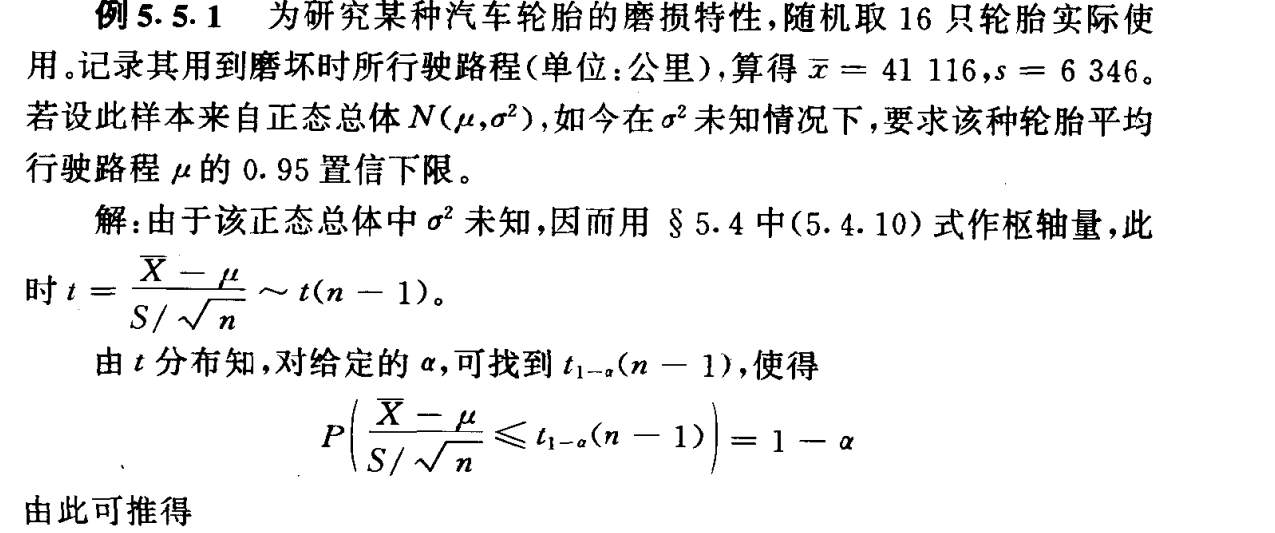 例5.5.1 为研究某种汽车轮胎的磨损特性,随机取 16 只轮胎实际使
用。记录其用到磨坏时所行驶路程(单位:公里),算得 x̅ = 41 116,s = 6 346。
若设此样本来自正态总体 N(μ,σ²),如今在 σ² 未知情况下,要求该种轮胎平均
行驶路程 μ 的 0.95 置信下限。
解:由于该正态总体中 σ² 未知,因而用 §5.4 中(5.4.10)式作枢轴量,此
时 t = (X̅ − μ)/(S/√n) ~ t(n − 1)。
由 t 分布知,对给定的 α,可找到 t₁₋α(n − 1),使得
P((X̅ − μ)/(S/√n) ⩽ t₁₋α(n − 1)) = 1 − α
由此可推得